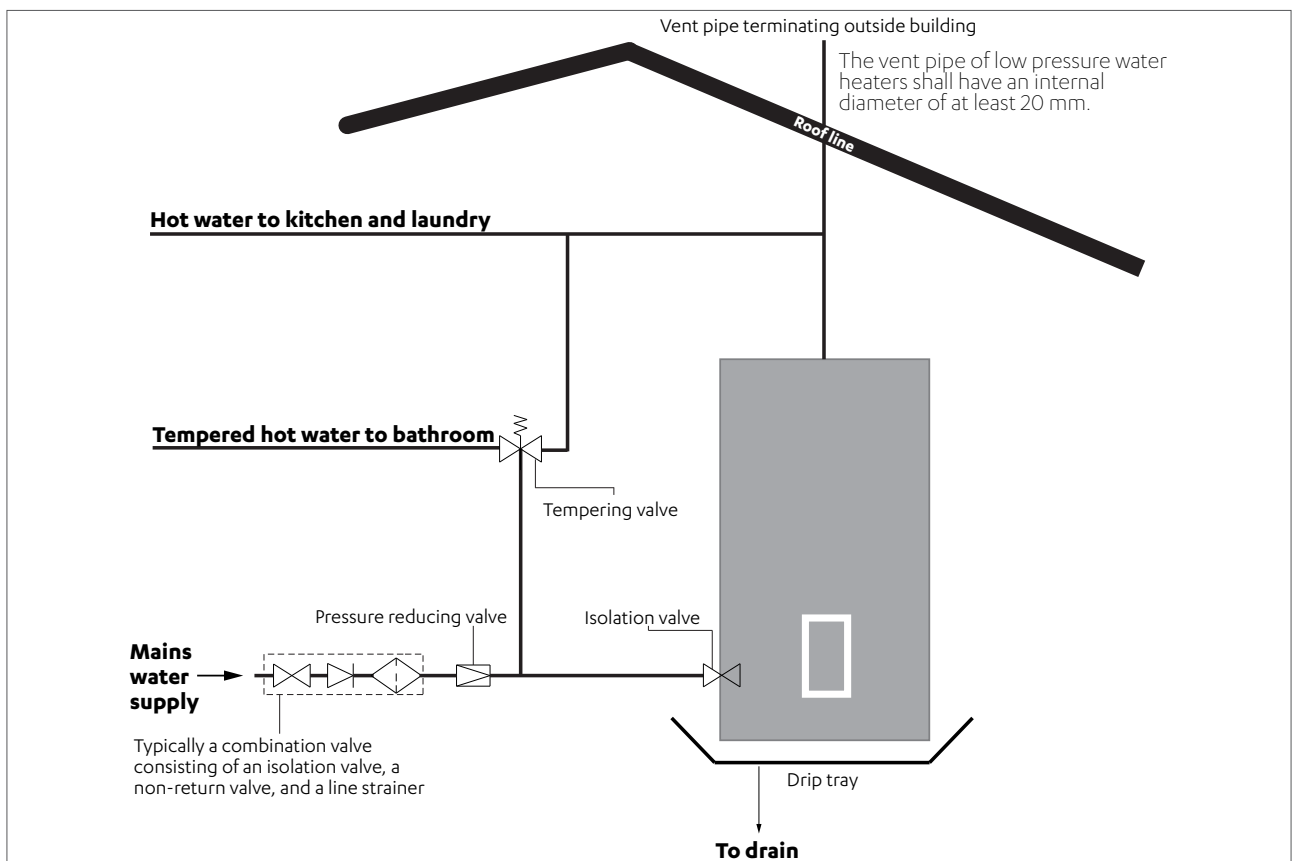 Vent pipe terminating outside building
The vent pipe of low pressure water
heaters shall have an internal
diameter of at least 20 mm.
Roof line
Hot water to kitchen and laundry
Tempered hot water to bathroom
Tempering valve
Pressure reducing valve
Isolation valve
Mains
water
supply
Typically a combination valve
consisting of an isolation valve, a
non-return valve, and a line strainer
Drip tray
To drain